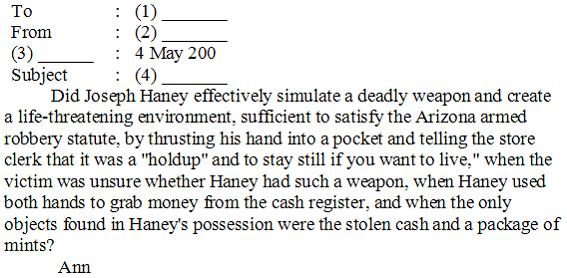 To : (1) ________
From : (2) ________
(3) ______ : 4 May 200
Subject : (4) ________
Did Joseph Haney effectively simulate a deadly weapon and create
a life-threatening environment, sufficient to satisfy the Arizona armed
robbery statute, by thrusting his hand into a pocket and telling the store
clerk that it was a "holdup" and to stay still if you want to live," when the
victim was unsure whether Haney had such a weapon, when Haney used
both hands to grab money from the cash register, and when the only
objects found in Haney's possession were the stolen cash and a package of
mints?
Ann